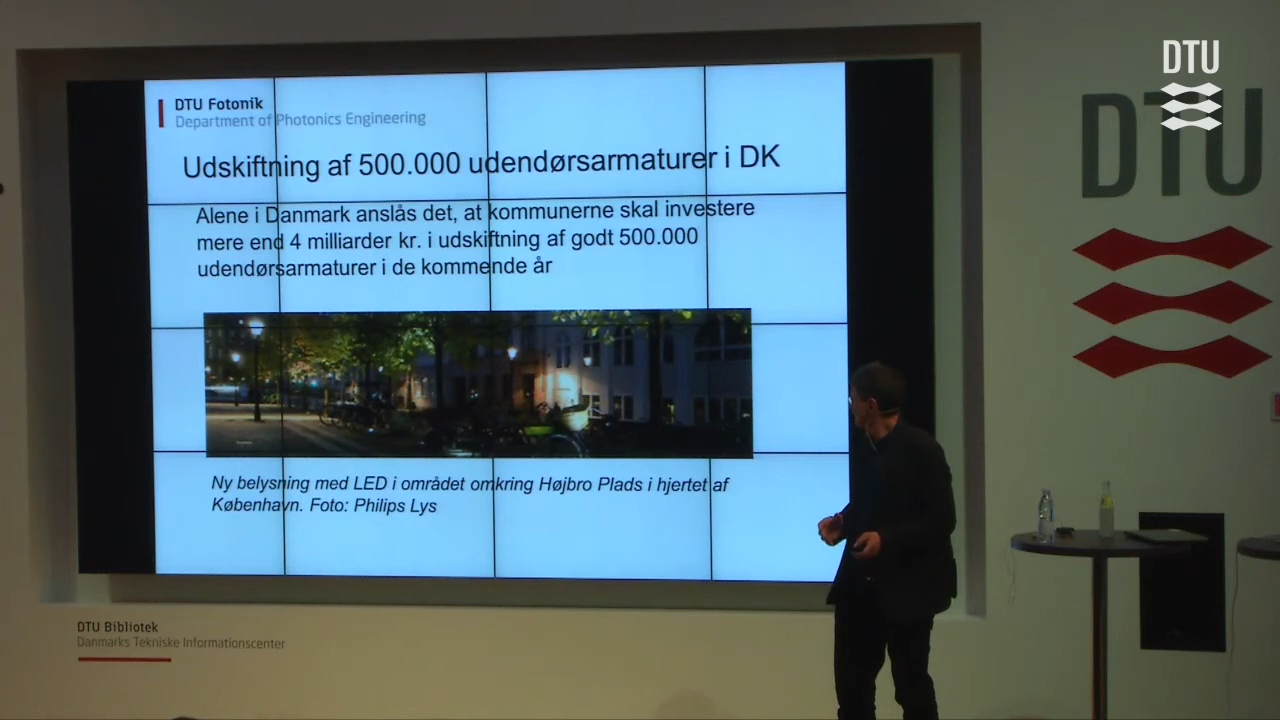 DTU
DTU
DTU Fotonik
Department of Photonics Engineering
Udskiftning af 500.000 udendørsarmaturer i DK
Alene i Danmark anslås det, at kommunerne skal investere
mere end 4 milliarder kr. i udskiftning af godt 500.000
udendørsarmaturer i de kommende år
Ny belysning med LED i området omkring Højbro Plads i hjertet af
København. Foto: Philips Lys
DTU Bibliotek
Danmarks Tekniske Informationscenter